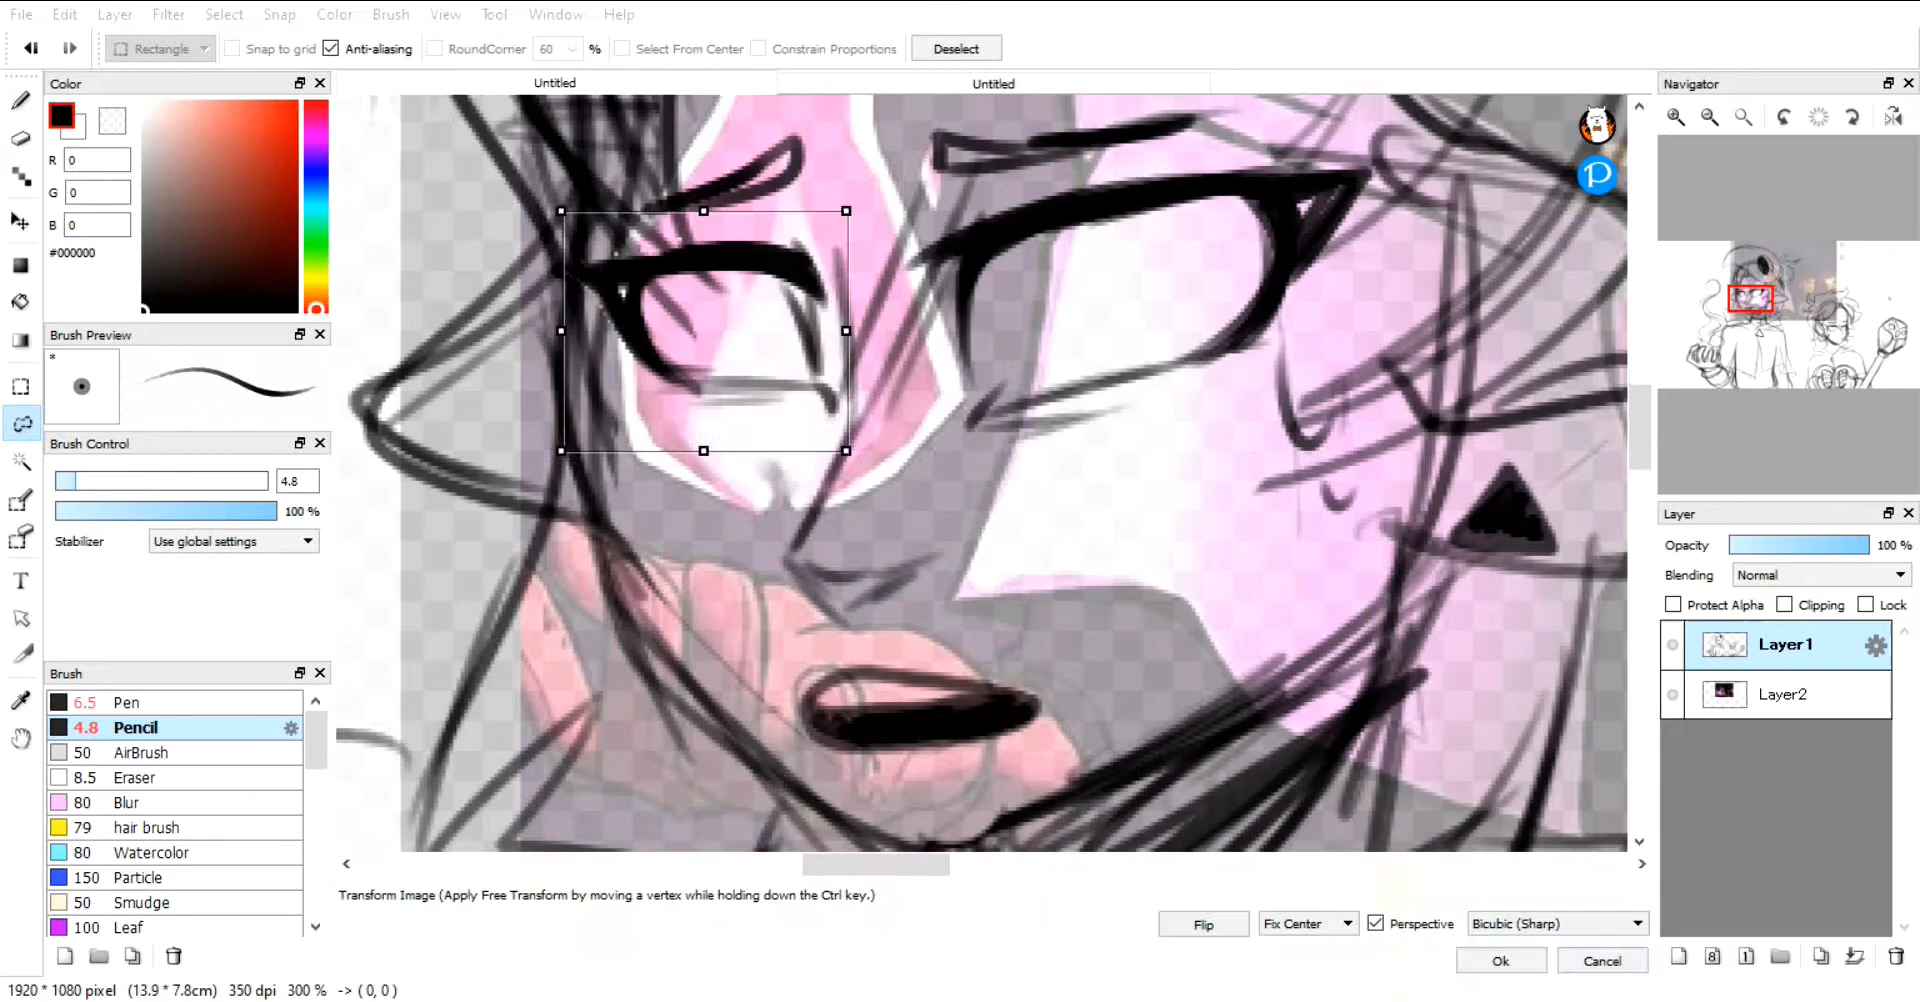 File Edit Layer Filter Select Snap Color Brush View Tool Window Help
Rectangle Snap to grid Anti-aliasing RoundCorner 60 % Select From Center Constrain Proportions Deselect
Color
Untitled Untitled
Navigator
R 0
G 0
B 0
#000000
Brush Preview
*
Brush Control
4.8
100 %
Stabilizer Use global settings
Brush
6.5 Pen
4.8 Pencil
50 AirBrush
8.5 Eraser
80 Blur
79 hair brush
80 Watercolor
150 Particle
50 Smudge
100 Leaf
P
Layer
Opacity 100 %
Blending Normal
Protect Alpha Clipping Lock
Layer1
Layer2
Transform Image (Apply Free Transform by moving a vertex while holding down the Ctrl key.)
Flip Fix Center Perspective Bicubic (Sharp)
Ok Cancel
T
8 1
1920 * 1080 pixel (13.9 * 7.8cm) 350 dpi 300 % -> ( 0, 0 )